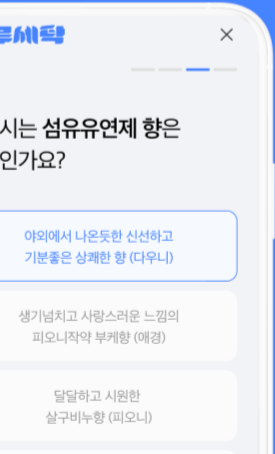 루세탁
시는 섬유유연제 향은
인가요?
야외에서 나온듯한 신선하고
기분좋은 상쾌한 향 (다우니)
생기넘치고 사랑스러운 느낌의
피오니작약 부케향 (애경)
달달하고 시원한
살구비누향 (피오니)